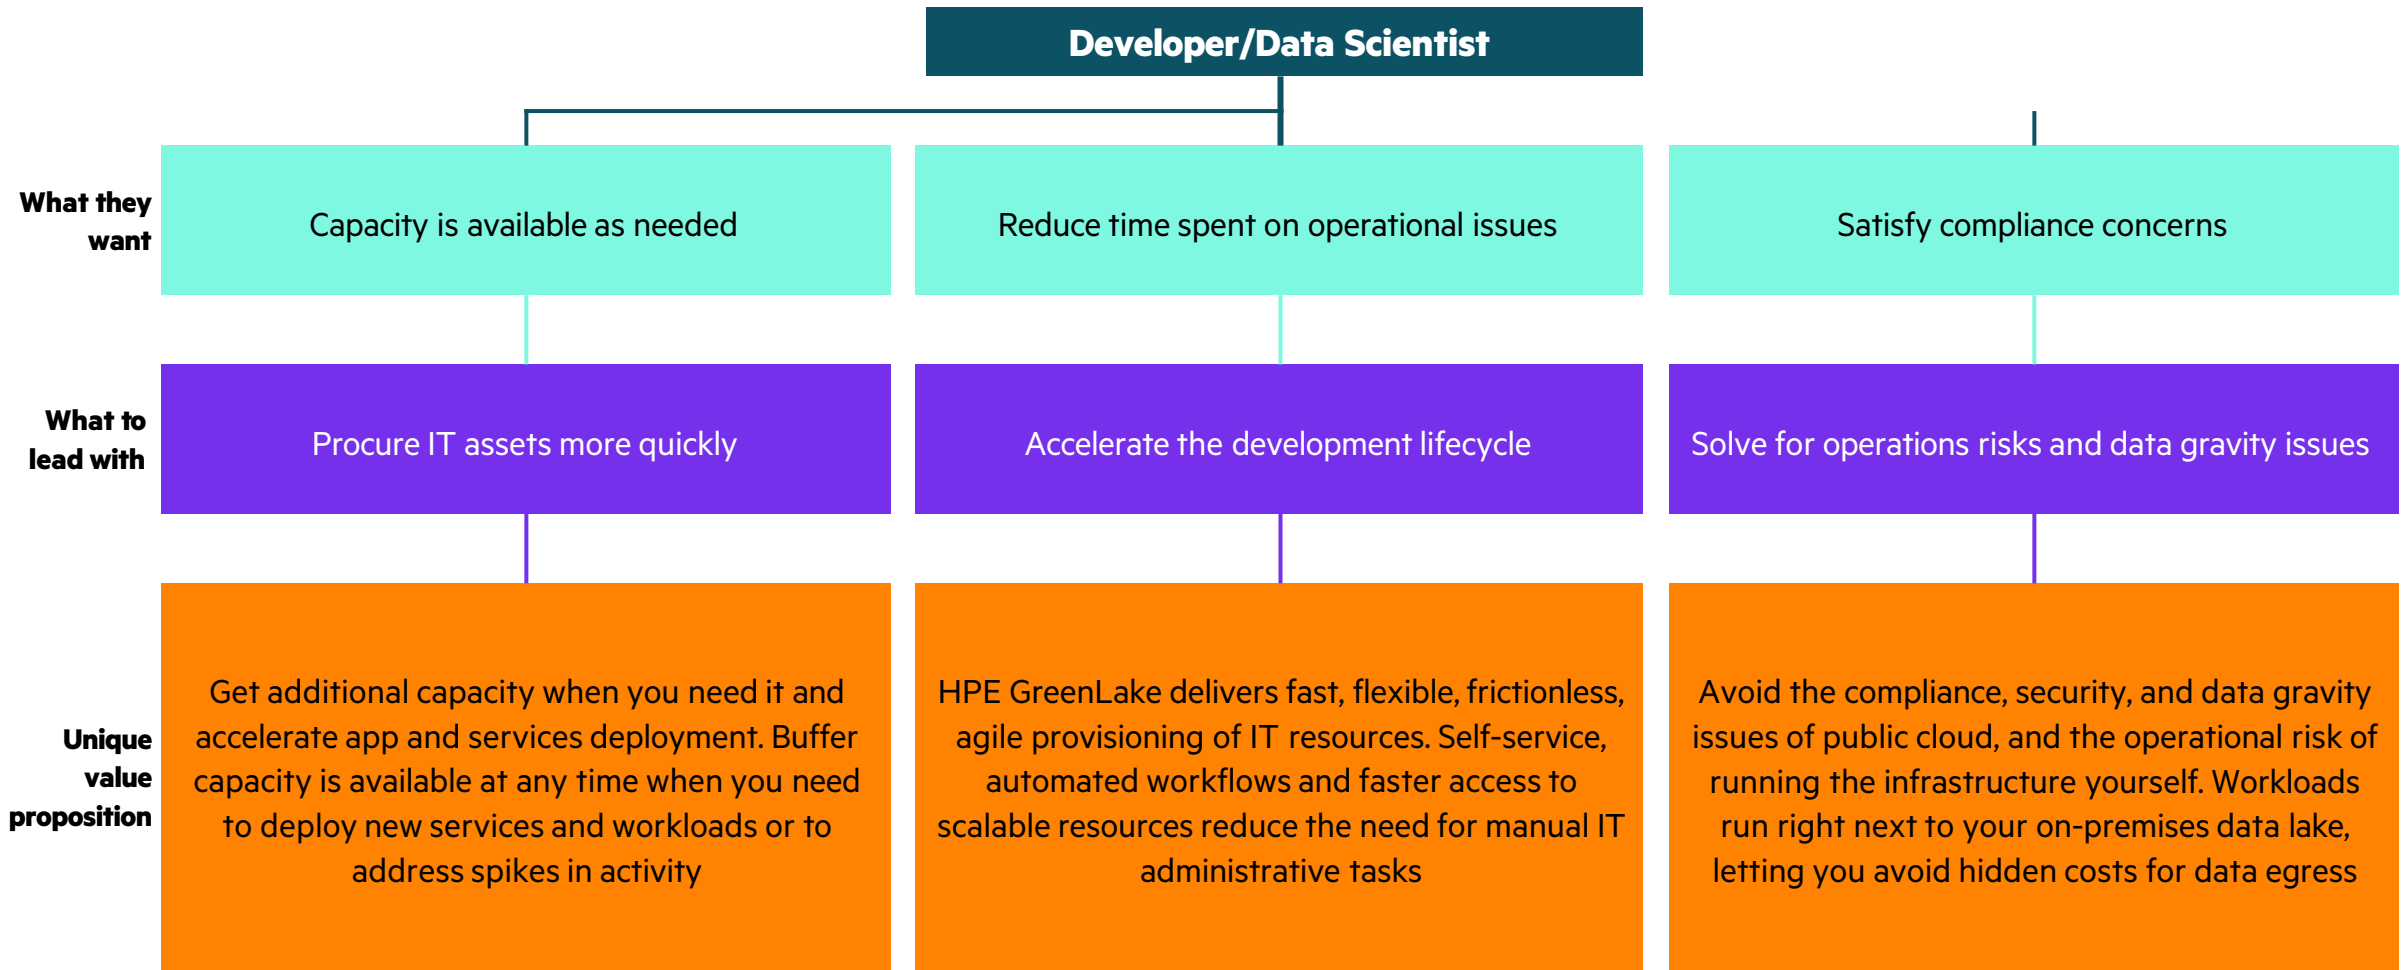 Developer/Data Scientist
What they
want
Capacity is available as needed
Reduce time spent on operational issues
Satisfy compliance concerns
What to
lead with
Procure IT assets more quickly
Accelerate the development lifecycle
Solve for operations risks and data gravity issues
Unique
value
proposition
Get additional capacity when you need it and
accelerate app and services deployment. Buffer
capacity is available at any time when you need
to deploy new services and workloads or to
address spikes in activity
HPE GreenLake delivers fast, flexible, frictionless,
agile provisioning of IT resources. Self-service,
automated workflows and faster access to
scalable resources reduce the need for manual IT
administrative tasks
Avoid the compliance, security, and data gravity
issues of public cloud, and the operational risk of
running the infrastructure yourself. Workloads
run right next to your on-premises data lake,
letting you avoid hidden costs for data egress